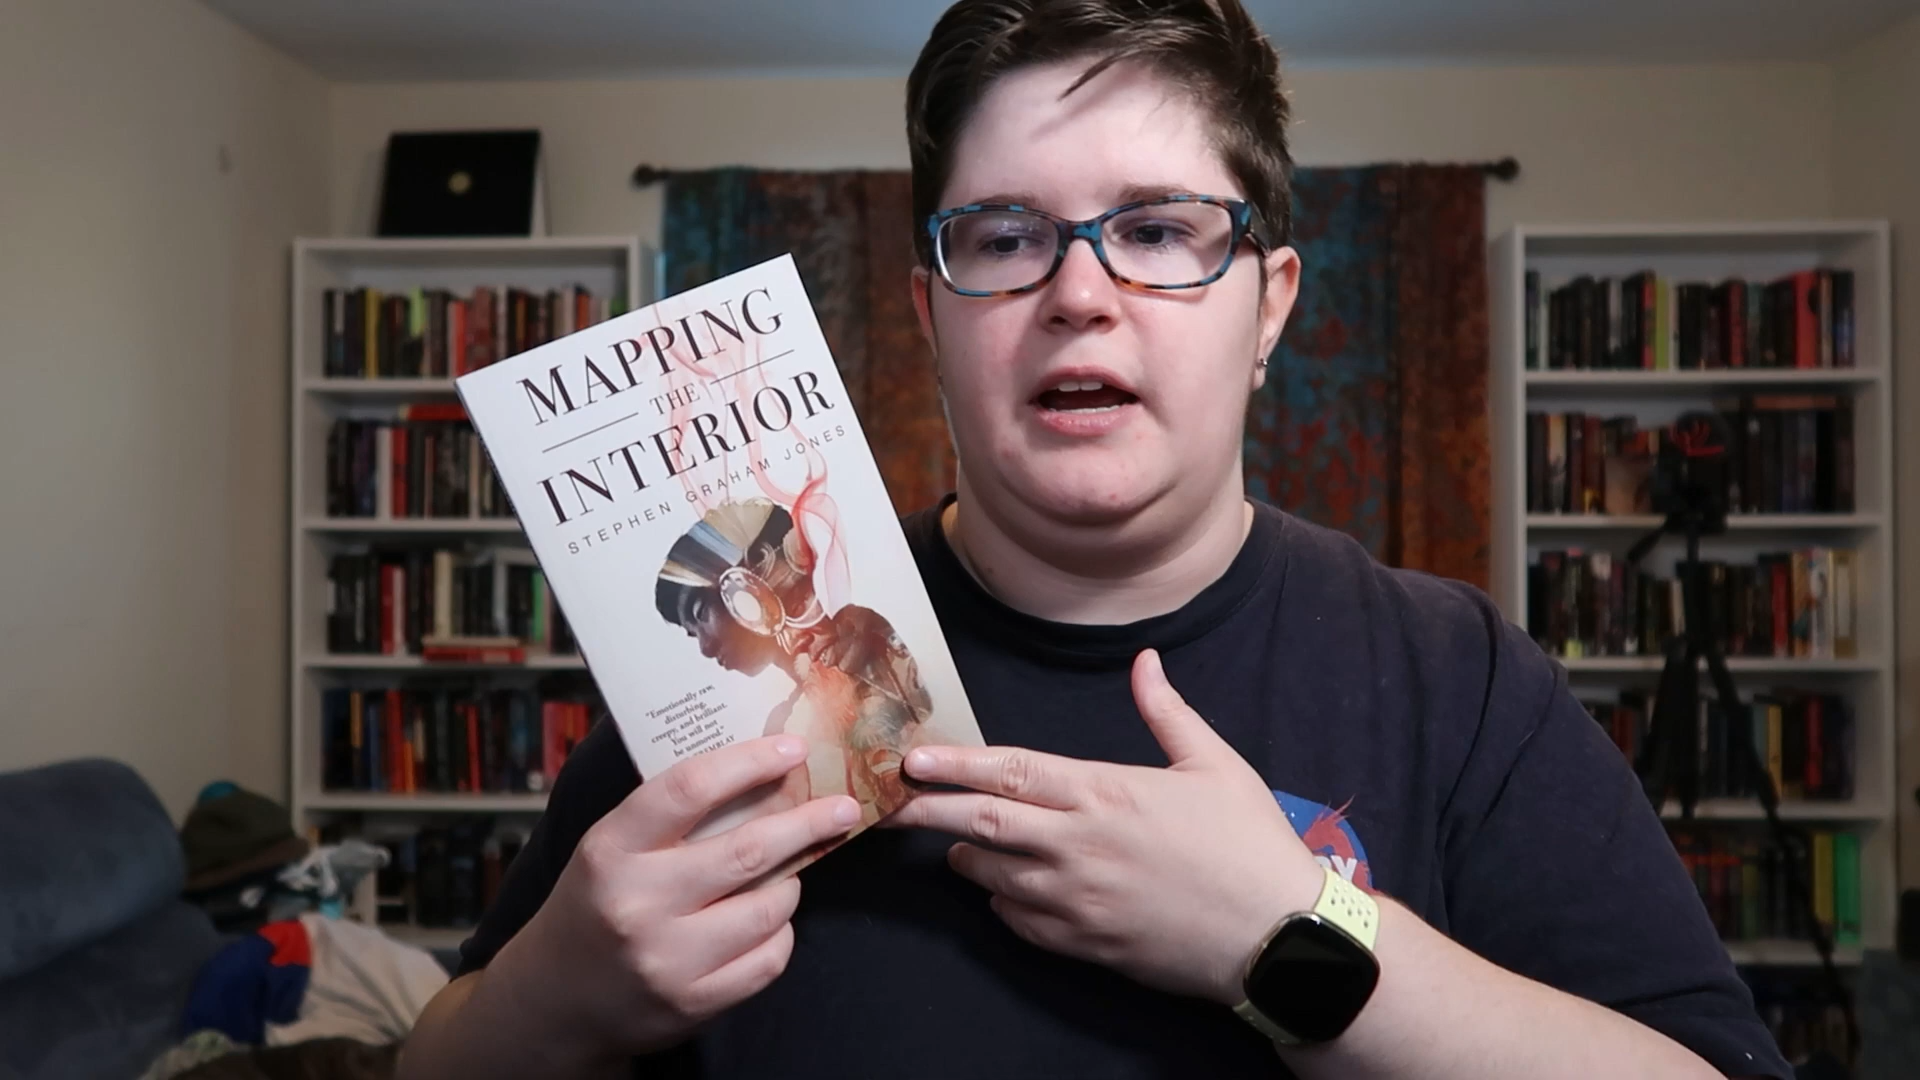 MAPPING
THE
INTERIOR
STEPHEN GRAHAM JONES
"Emotionally raw,
disturbing,
creepy, and brilliant.
You will not
be unmoved."